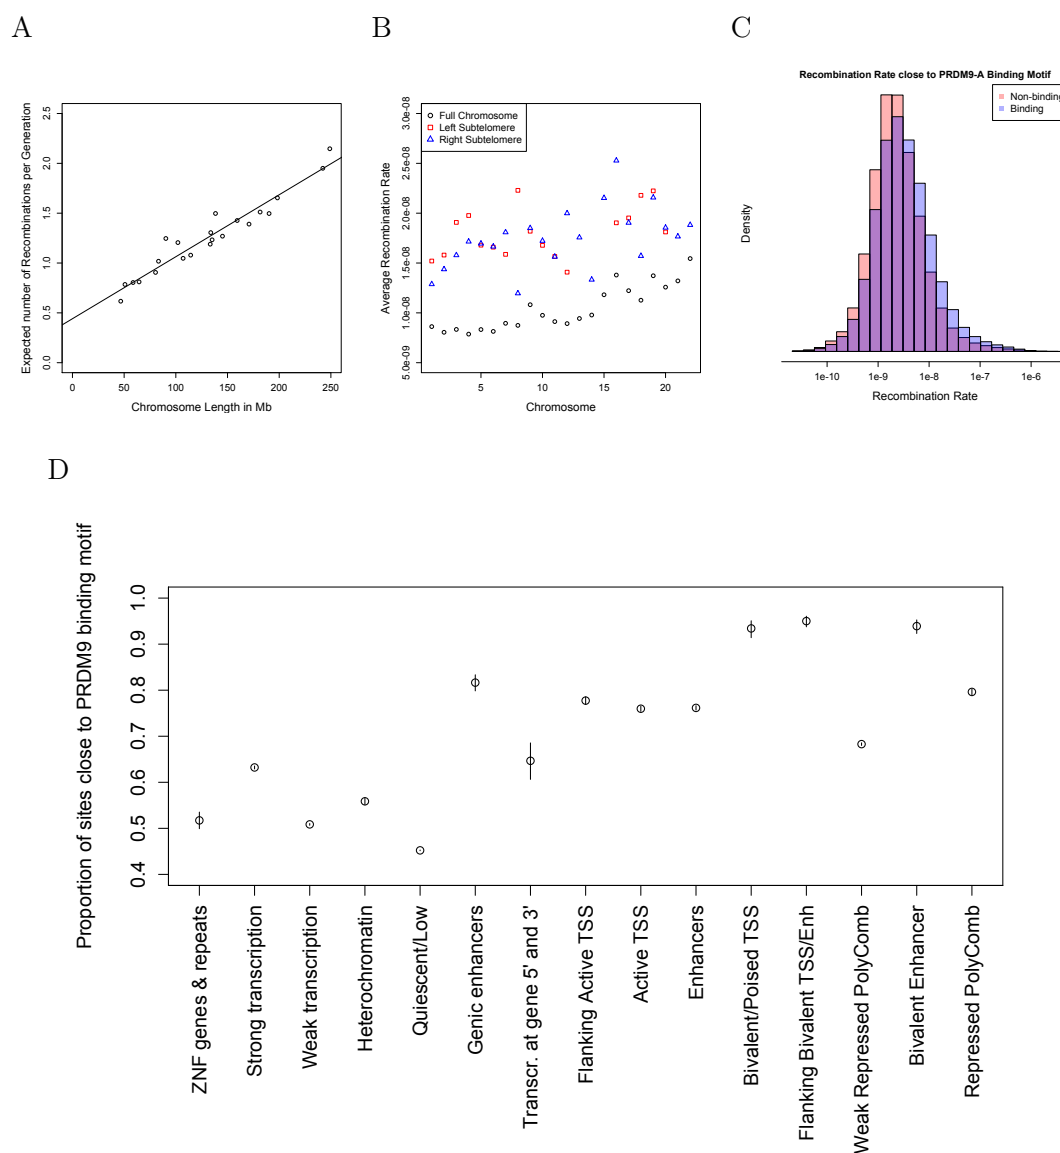 A
B
C
Expected number of Recombinations per Generation
0.0
0.5
1.0
1.5
2.0
2.5
0
50
100
150
200
250
Chromosome Length in Mb
Average Recombination Rate
5.0e-09
1.0e-08
1.5e-08
2.0e-08
2.5e-08
3.0e-08
Full Chromosome
Left Subtelomere
Right Subtelomere
5
10
15
20
Chromosome
Recombination Rate close to PRDM9-A Binding Motif
Non-binding
Binding
Density
1e-10
1e-9
1e-8
1e-7
1e-6
Recombination Rate
D
Proportion of sites close to PRDM9 binding motif
0.4
0.5
0.6
0.7
0.8
0.9
1.0
ZNF genes & repeats
Strong transcription
Weak transcription
Heterochromatin
Quiescent/Low
Genic enhancers
Transcr. at gene 5' and 3'
Flanking Active TSS
Active TSS
Enhancers
Bivalent/Poised TSS
Flanking Bivalent TSS/Enh
Weak Repressed PolyComb
Bivalent Enhancer
Repressed PolyComb